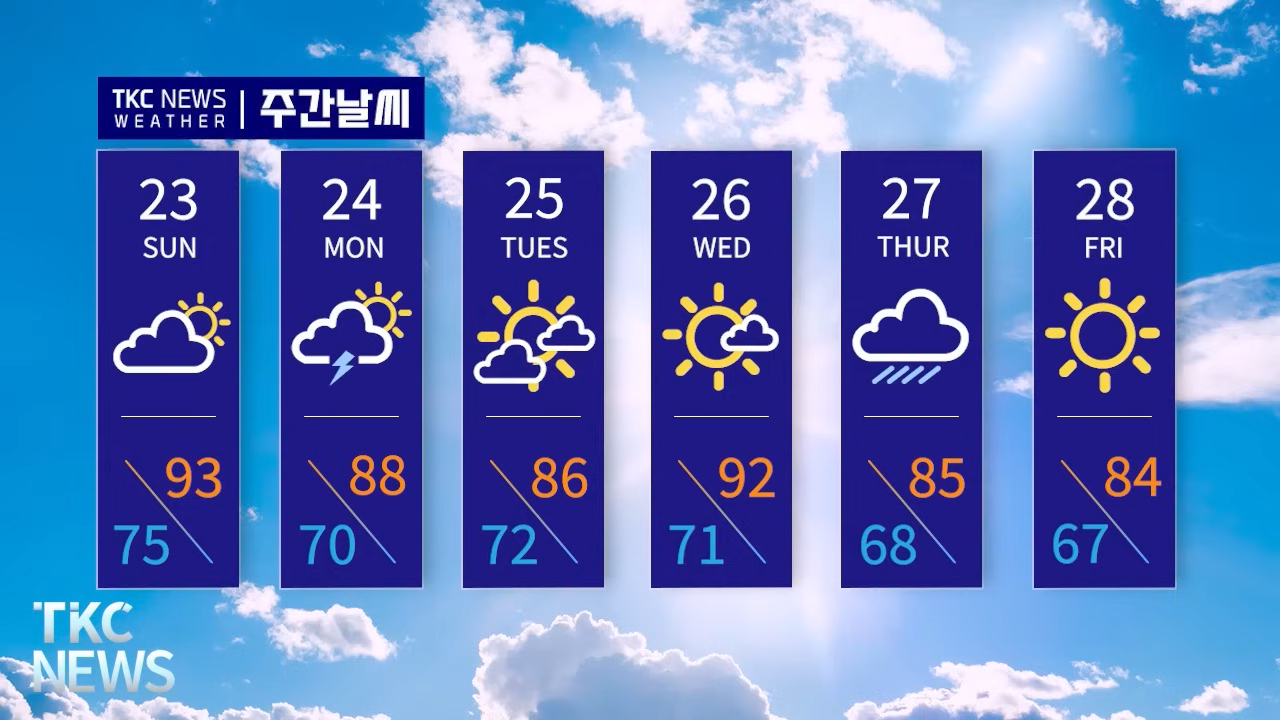 TKC NEWS
WEATHER
주간날씨
23
SUN
93
75
24
MON
88
70
25
TUES
86
72
26
WED
92
71
27
THUR
85
68
28
FRI
84
67
TKC
NEWS